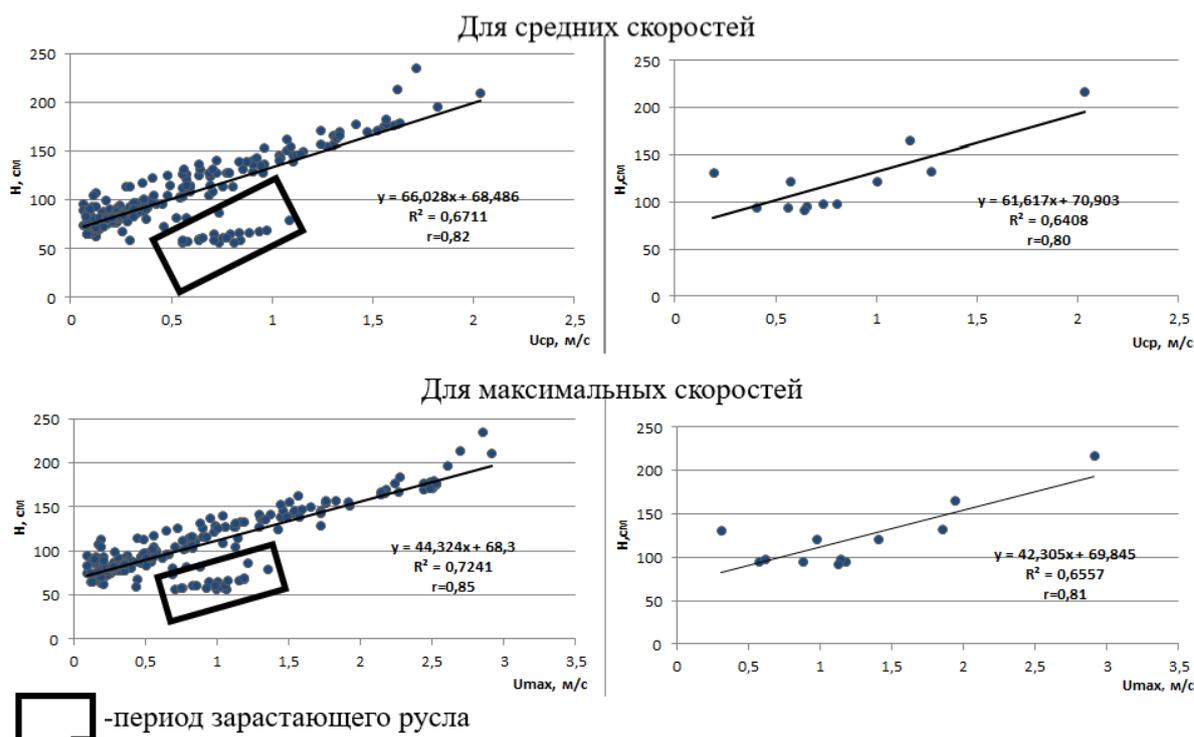 Для средних скоростей
250
200
150
100
50
0
H, см
y = 66,028x + 68,486
R² = 0,6711
r=0,82
0 0,5 1 1,5 2 2,5
Uср, м/с
250
200
150
100
50
0
H,см
y = 61,617x + 70,903
R² = 0,6408
r=0,80
0 0,5 1 1,5 2 2,5
Uср, м/с
Для максимальных скоростей
250
200
150
100
50
0
H, см
y = 44,324x + 68,3
R² = 0,7241
r=0,85
0 0,5 1 1,5 2 2,5 3 3,5
Umax, м/с
250
200
150
100
50
0
H,см
y = 42,305x + 69,845
R² = 0,6557
r=0,81
0 0,5 1 1,5 2 2,5 3 3,5
Umax, м/с
-период зарастающего русла